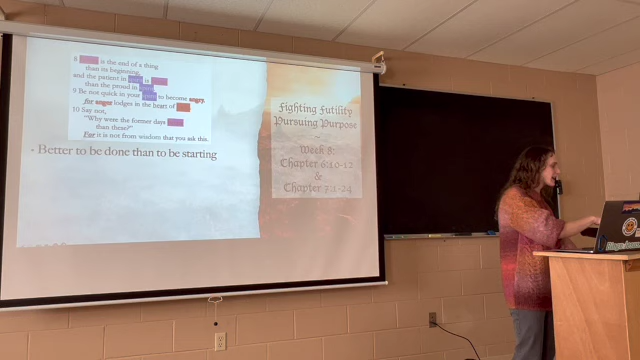 8 Better is the end of a thing
than its beginning,
and the patient in spirit is better
than the proud in spirit.
9 Be not quick in your spirit to become angry,
for anger lodges in the heart of fools.
10 Say not,
"Why were the former days better
than these?"
For it is not from wisdom that you ask this.
- Better to be done than to be starting
Fighting Futility
Pursuing Purpose
~
Week 8:
Chapter 6:10-12
&
Chapter 7:1-24